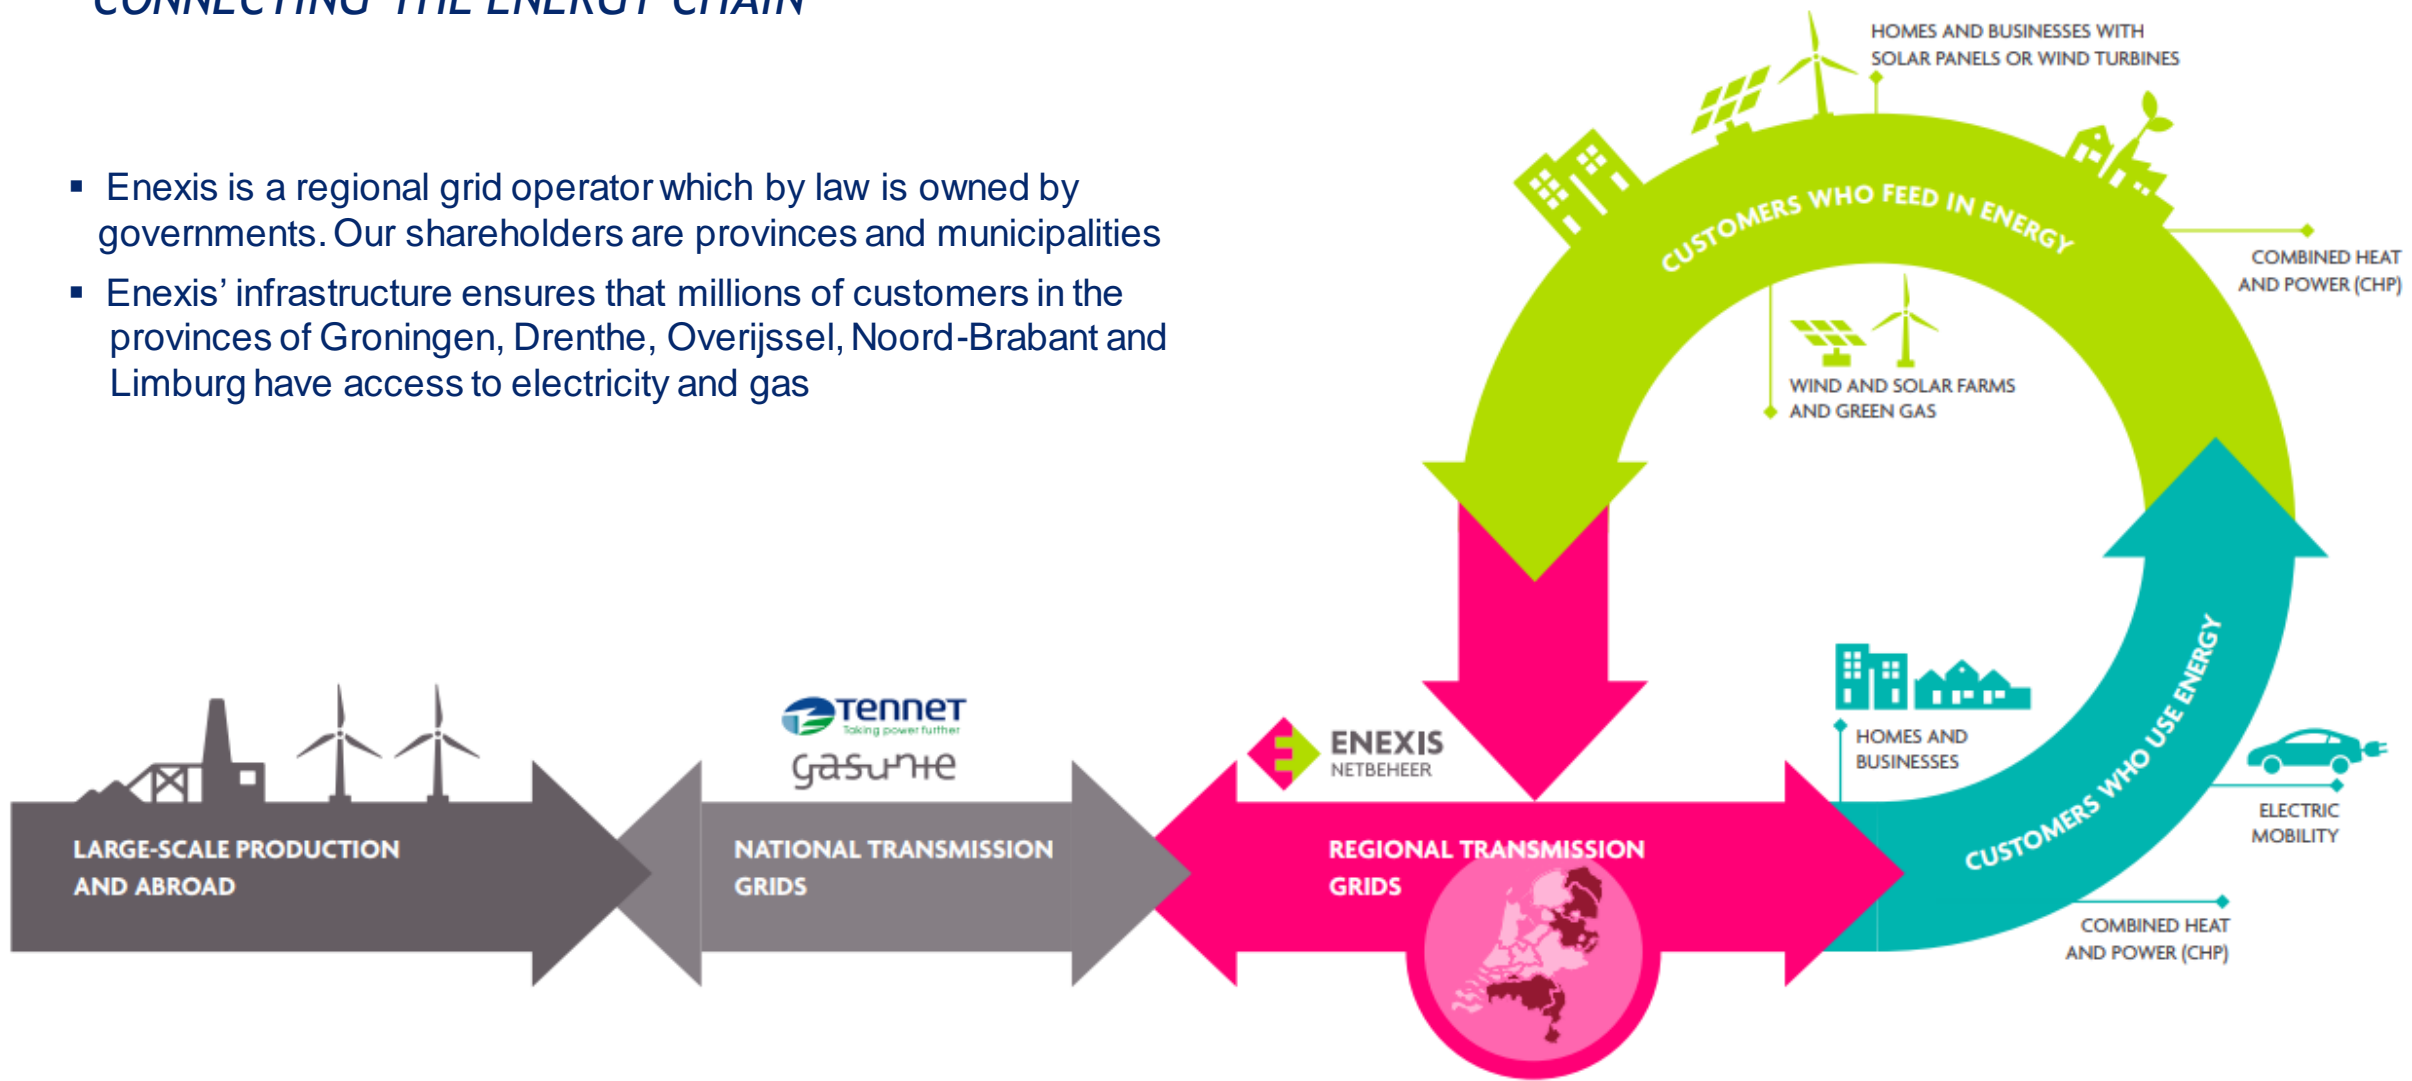 CONNECTING THE ENERGY CHAIN
▪ Enexis is a regional grid operator which by law is owned by
governments. Our shareholders are provinces and municipalities
▪ Enexis’ infrastructure ensures that millions of customers in the
provinces of Groningen, Drenthe, Overijssel, Noord-Brabant and
Limburg have access to electricity and gas
HOMES AND BUSINESSES WITH
SOLAR PANELS OR WIND TURBINES
CUSTOMERS WHO FEED IN ENERGY
COMBINED HEAT
AND POWER (CHP)
WIND AND SOLAR FARMS
AND GREEN GAS
LARGE-SCALE PRODUCTION
AND ABROAD
TenneT
Taking power further
gasunie
NATIONAL TRANSMISSION
GRIDS
ENEXIS
NETBEHEER
REGIONAL TRANSMISSION
GRIDS
HOMES AND
BUSINESSES
CUSTOMERS WHO USE ENERGY
ELECTRIC
MOBILITY
COMBINED HEAT
AND POWER (CHP)